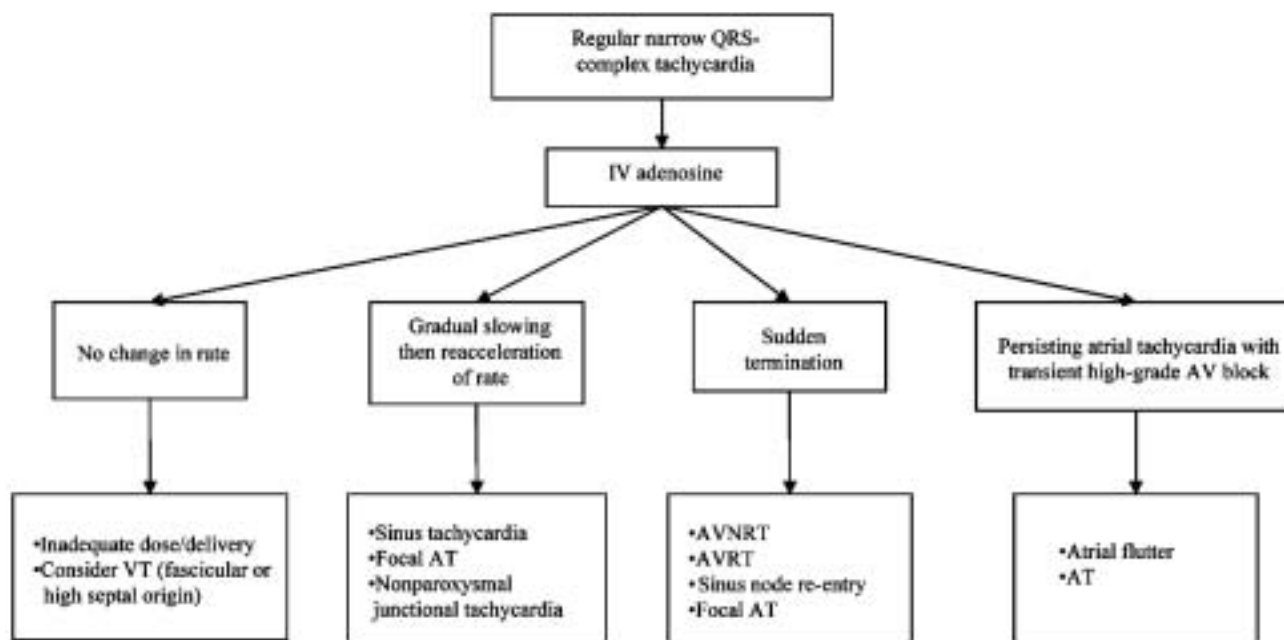 Regular narrow QRS-
complex tachycardia
IV adenosine
No change in rate
Gradual slowing
then reacceleration
of rate
Sudden
termination
Persisting atrial tachycardia with
transient high-grade AV block
•Inadequate dose/delivery
•Consider VT (fascicular or
high septal origin)
•Sinus tachycardia
•Focal AT
•Nonparoxysmal
junctional tachycardia
•AVNRT
•AVRT
•Sinus node re-entry
•Focal AT
•Atrial flutter
•AT